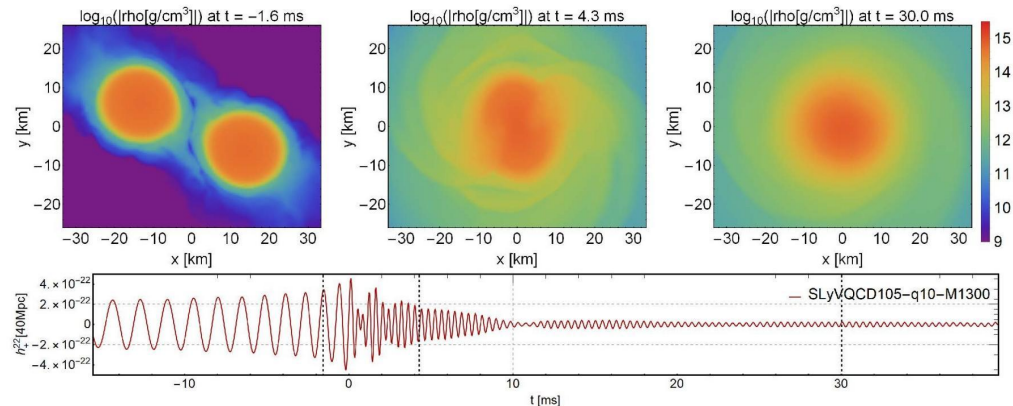 log₁₀(|rho[g/cm³]|) at t = −1.6 ms
log₁₀(|rho[g/cm³]|) at t = 4.3 ms
log₁₀(|rho[g/cm³]|) at t = 30.0 ms
y [km]
20
10
0
−10
−20
−30 −20 −10 0 10 20 30
x [km]
y [km]
20
10
0
−10
−20
−30 −20 −10 0 10 20 30
x [km]
y [km]
20
10
0
−10
−20
−30 −20 −10 0 10 20 30
x [km]
15
14
13
12
11
10
9
h₊²²[40Mpc]
4.×10⁻²²
2.×10⁻²²
0
−2.×10⁻²²
−4.×10⁻²²
SLyVQCD105−q10−M1300
−10 0 10 20 30
t [ms]